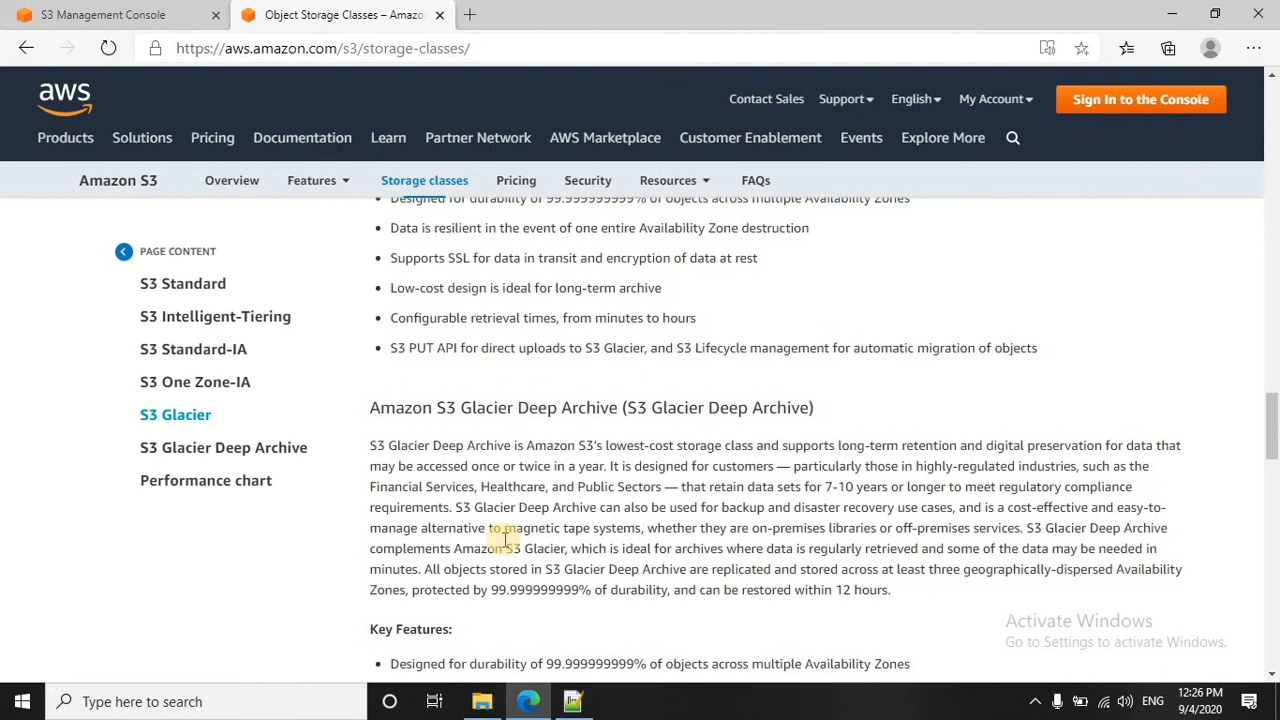 S3 Management Console
Object Storage Classes – Amazon
https://aws.amazon.com/s3/storage-classes/
aws
Contact Sales Support English My Account Sign In to the Console
Products Solutions Pricing Documentation Learn Partner Network AWS Marketplace Customer Enablement Events Explore More
Amazon S3 Overview Features Storage classes Pricing Security Resources FAQs
Designed for durability of 99.999999999% of objects across multiple Availability Zones
PAGE CONTENT
S3 Standard
S3 Intelligent-Tiering
S3 Standard-IA
S3 One Zone-IA
S3 Glacier
S3 Glacier Deep Archive
Performance chart
• Data is resilient in the event of one entire Availability Zone destruction
• Supports SSL for data in transit and encryption of data at rest
• Low-cost design is ideal for long-term archive
• Configurable retrieval times, from minutes to hours
• S3 PUT API for direct uploads to S3 Glacier, and S3 Lifecycle management for automatic migration of objects
Amazon S3 Glacier Deep Archive (S3 Glacier Deep Archive)
S3 Glacier Deep Archive is Amazon S3's lowest-cost storage class and supports long-term retention and digital preservation for data that
may be accessed once or twice in a year. It is designed for customers — particularly those in highly-regulated industries, such as the
Financial Services, Healthcare, and Public Sectors — that retain data sets for 7-10 years or longer to meet regulatory compliance
requirements. S3 Glacier Deep Archive can also be used for backup and disaster recovery use cases, and is a cost-effective and easy-to-
manage alternative to magnetic tape systems, whether they are on-premises libraries or off-premises services. S3 Glacier Deep Archive
complements Amazon S3 Glacier, which is ideal for archives where data is regularly retrieved and some of the data may be needed in
minutes. All objects stored in S3 Glacier Deep Archive are replicated and stored across at least three geographically-dispersed Availability
Zones, protected by 99.999999999% of durability, and can be restored within 12 hours.
Key Features:
• Designed for durability of 99.999999999% of objects across multiple Availability Zones
Activate Windows
Go to Settings to activate Windows.
Type here to search
ENG
12:26 PM
9/4/2020